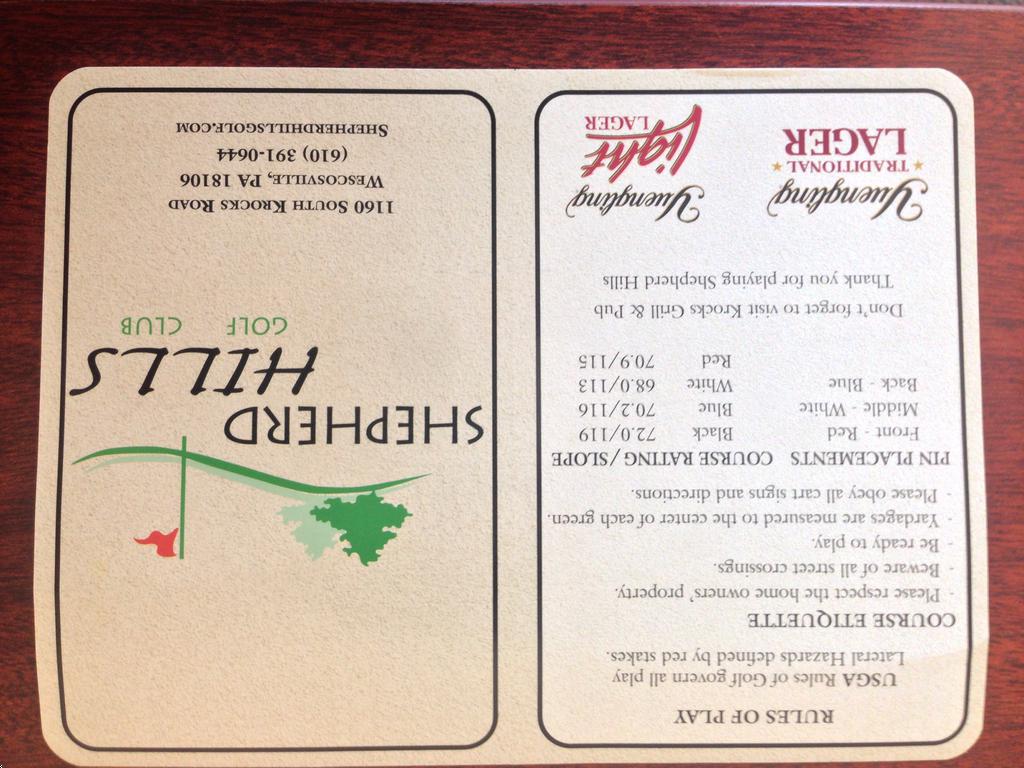 RULES OF PLAY
USGA Rules of Golf govern all play
Lateral Hazards defined by red stakes.
COURSE ETIQUETTE
- Please respect the home owners' property.
- Beware of all street crossings.
- Be ready to play.
- Yardages are measured to the center of each green.
- Please obey all cart signs and directions.
PIN PLACEMENTS COURSE RATING / SLOPE
Front - Red Black 72.0/119
Middle - White Blue 70.2/116
Back - Blue White 68.0/113
Red 70.9/115
Don't forget to visit Krocks Grill & Pub
Thank you for playing Shepherd Hills
Yuengling
TRADITIONAL
LAGER
Yuengling
Light
LAGER
SHEPHERD
HILLS
GOLF CLUB
1160 South Krocks Road
Wescosville, PA 18106
(610) 391-0644
Shepherdhillsgolf.com